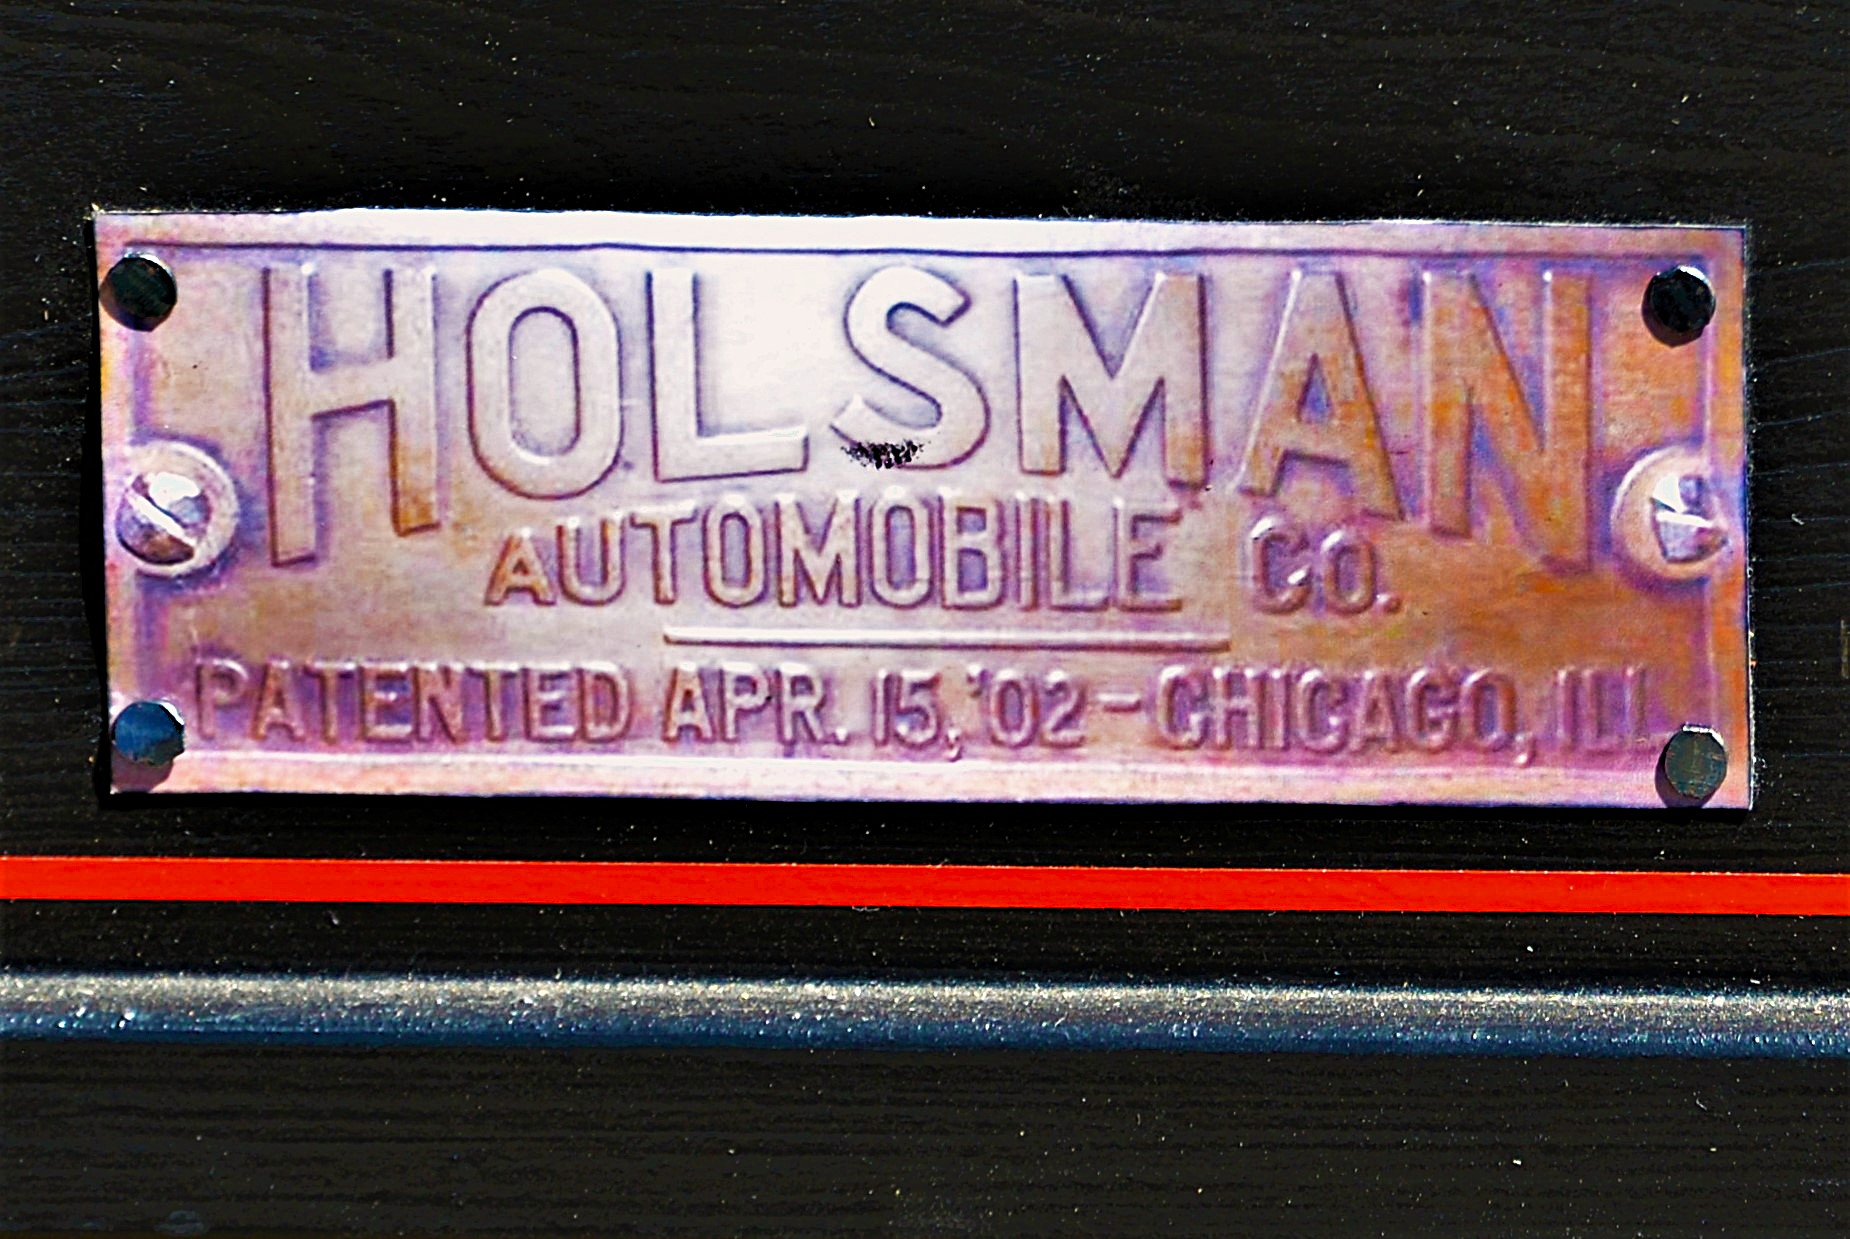 HOLSMAN
AUTOMOBILE CO.
PATENTED APR. 15, '02 - CHICAGO, ILL